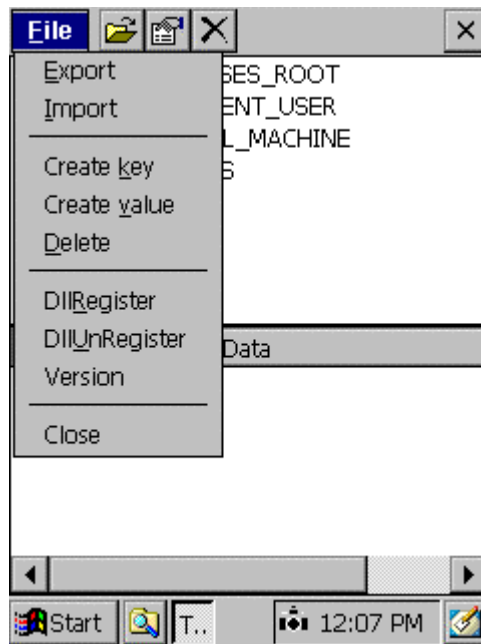 File
Export
Import
Create key
Create value
Delete
DllRegister
DllUnRegister
Version
Close
SES_ROOT
ENT_USER
L_MACHINE
S
Data
Start
T..
12:07 PM